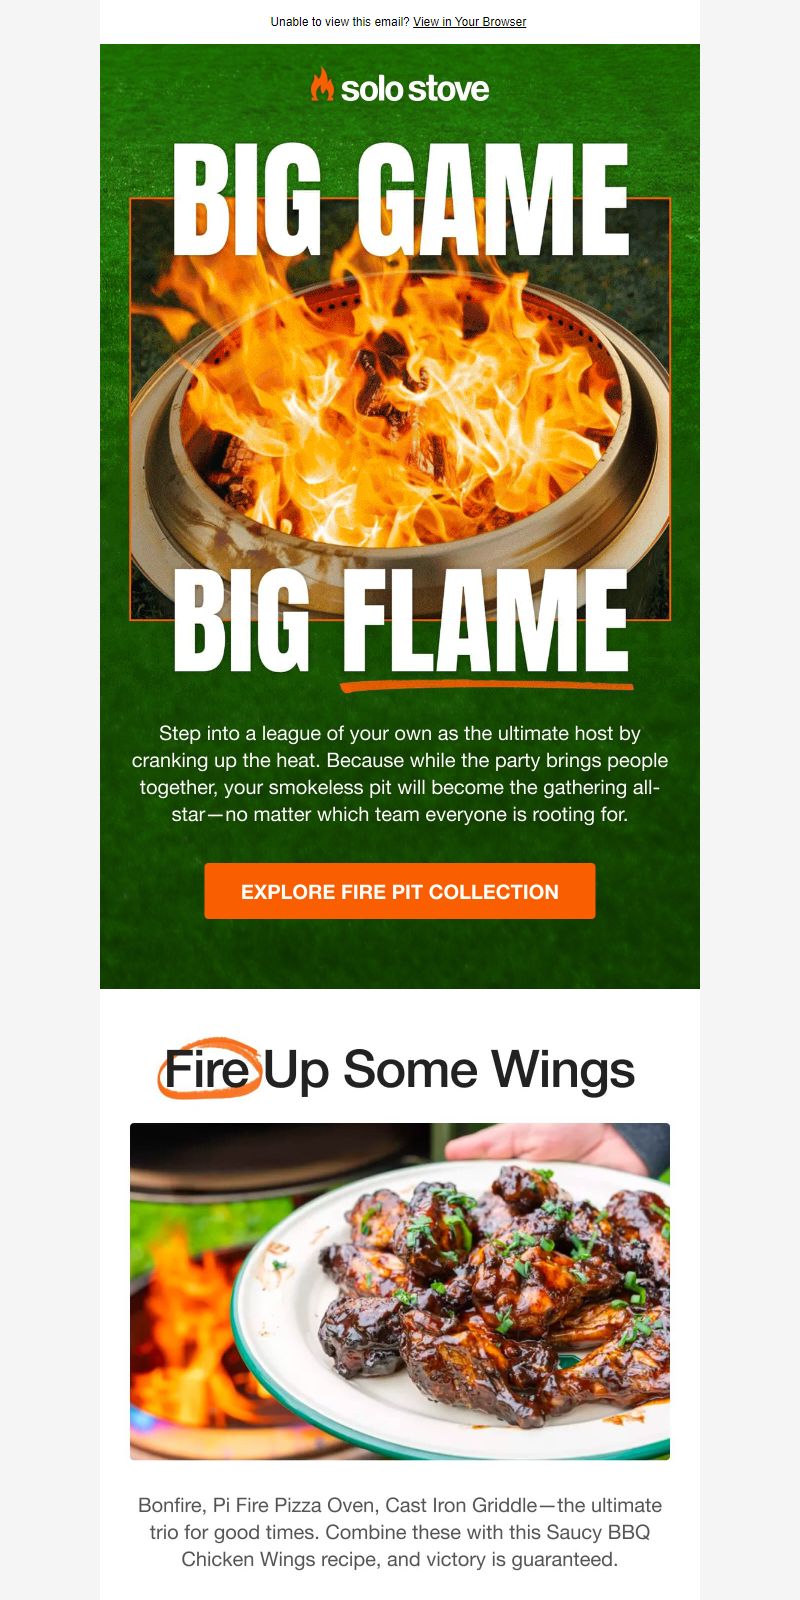 Unable to view this email? View in Your Browser
solo stove
BIG GAME
BIG FLAME
Step into a league of your own as the ultimate host by
cranking up the heat. Because while the party brings people
together, your smokeless pit will become the gathering all-
star—no matter which team everyone is rooting for.
EXPLORE FIRE PIT COLLECTION
Fire Up Some Wings
Bonfire, Pi Fire Pizza Oven, Cast Iron Griddle—the ultimate
trio for good times. Combine these with this Saucy BBQ
Chicken Wings recipe, and victory is guaranteed.